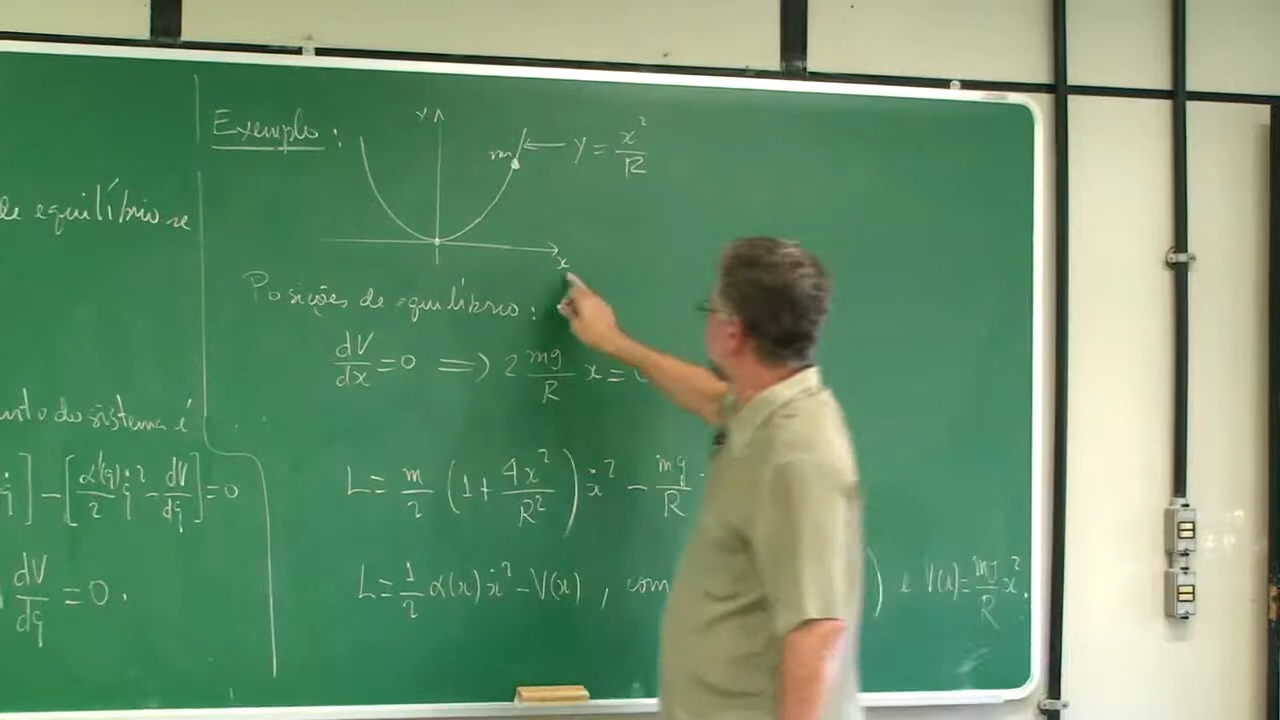 de equilíbrio se
nto do sistema é
q̇] − [α'(q)/2 q̇² − dV/dq] = 0
dV/dq = 0.
Exemplo:
Y
m
y = x²/R
x
Posições de equilíbrio:
dV/dx = 0 ⟹ 2 mg/R x =
L = m/2 (1 + 4x²/R²) ẋ² − mg/R
L = 1/2 α(x) ẋ² − V(x) , com ) e V(x) = mg/R x².